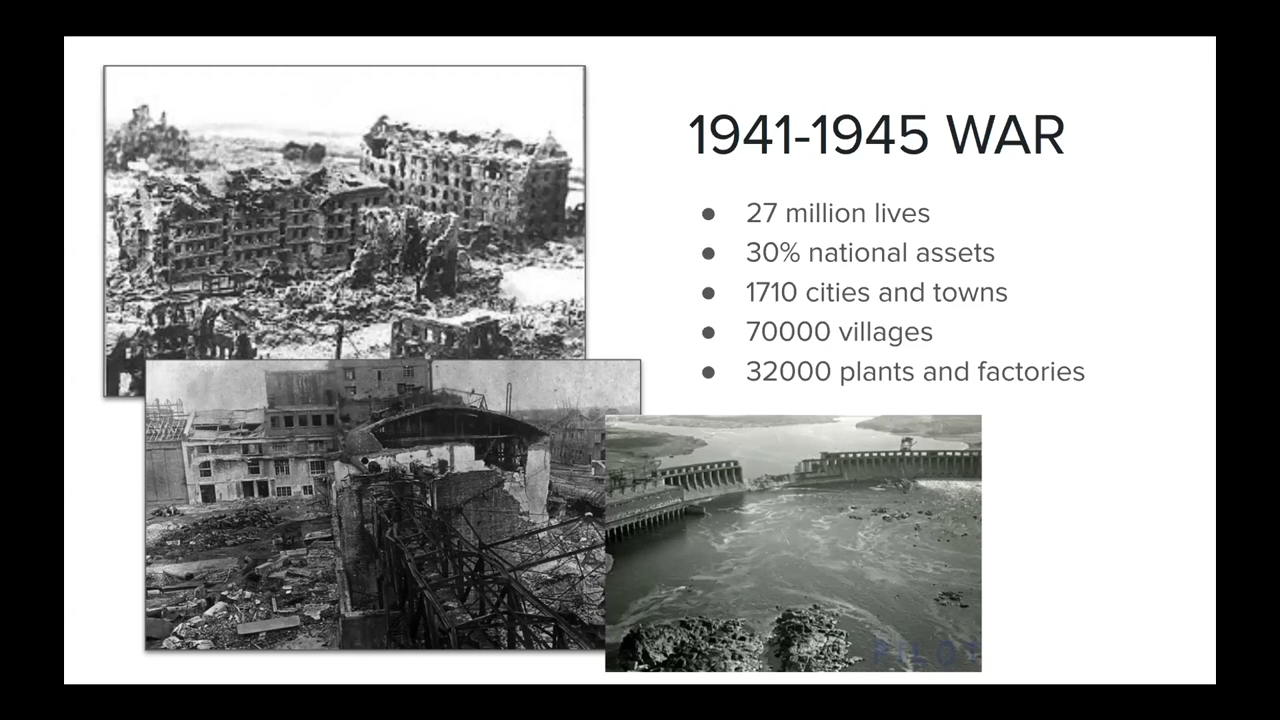 1941-1945 WAR
● 27 million lives
● 30% national assets
● 1710 cities and towns
● 70000 villages
● 32000 plants and factories